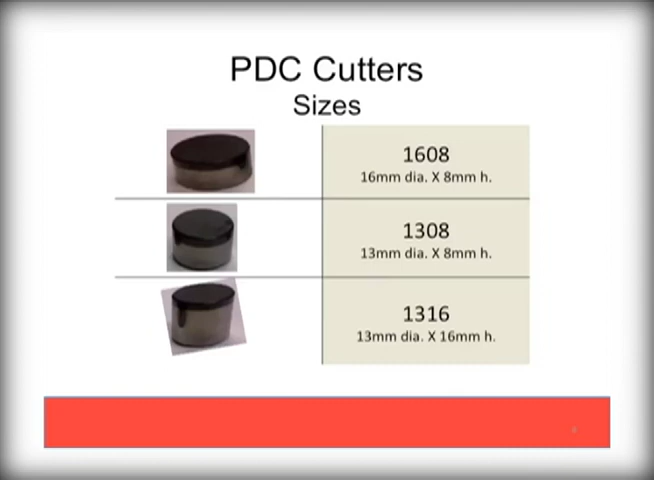 PDC Cutters
Sizes
1608
16mm dia. X 8mm h.
1308
13mm dia. X 8mm h.
1316
13mm dia. X 16mm h.